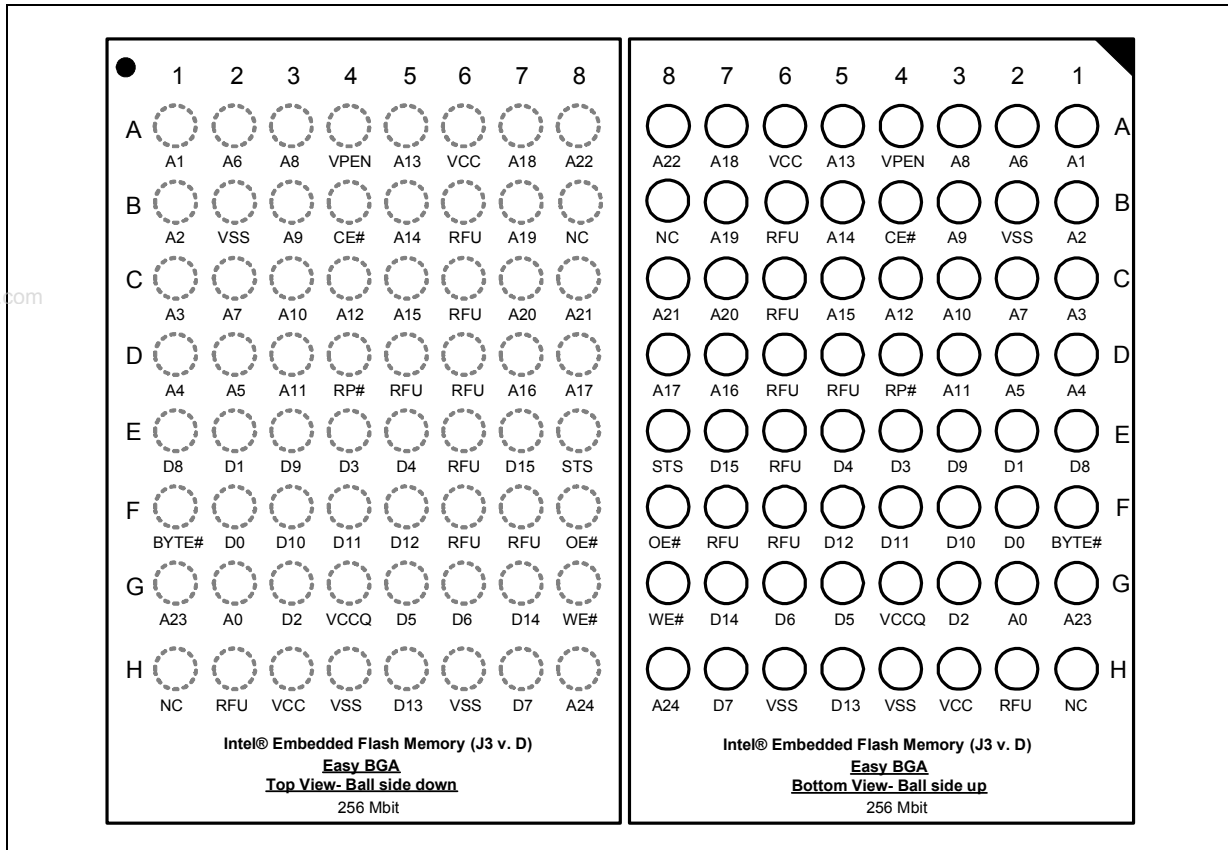 1 2 3 4 5 6 7 8
A
A1 A6 A8 VPEN A13 VCC A18 A22
B
A2 VSS A9 CE# A14 RFU A19 NC
C
A3 A7 A10 A12 A15 RFU A20 A21
D
A4 A5 A11 RP# RFU RFU A16 A17
E
D8 D1 D9 D3 D4 RFU D15 STS
F
BYTE# D0 D10 D11 D12 RFU RFU OE#
G
A23 A0 D2 VCCQ D5 D6 D14 WE#
H
NC RFU VCC VSS D13 VSS D7 A24
Intel® Embedded Flash Memory (J3 v. D)
Easy BGA
Top View- Ball side down
256 Mbit
8 7 6 5 4 3 2 1
A
A22 A18 VCC A13 VPEN A8 A6 A1
B
NC A19 RFU A14 CE# A9 VSS A2
C
A21 A20 RFU A15 A12 A10 A7 A3
D
A17 A16 RFU RFU RP# A11 A5 A4
E
STS D15 RFU D4 D3 D9 D1 D8
F
OE# RFU RFU D12 D11 D10 D0 BYTE#
G
WE# D14 D6 D5 VCCQ D2 A0 A23
H
A24 D7 VSS D13 VSS VCC RFU NC
Intel® Embedded Flash Memory (J3 v. D)
Easy BGA
Bottom View- Ball side up
256 Mbit
com